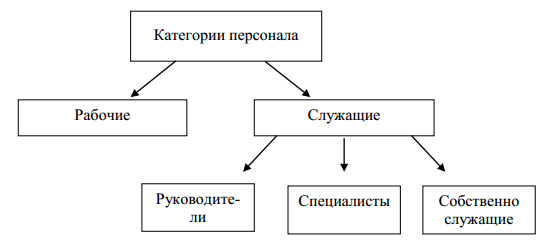 Категории персонала
Рабочие
Служащие
Руководите-
ли
Специалисты
Собственно
служащие